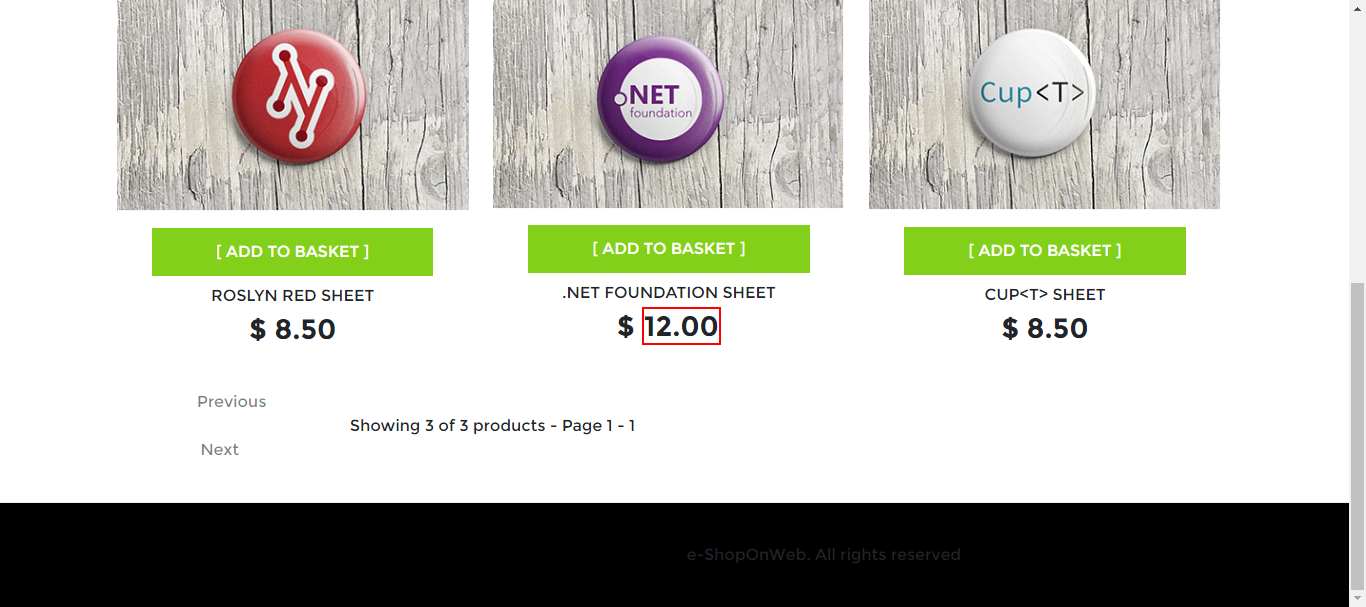 .NET
foundation
Cup<T>
[ ADD TO BASKET ]
ROSLYN RED SHEET
$ 8.50
[ ADD TO BASKET ]
.NET FOUNDATION SHEET
$ 12.00
[ ADD TO BASKET ]
CUP<T> SHEET
$ 8.50
Previous
Showing 3 of 3 products - Page 1 - 1
Next
e-ShopOnWeb. All rights reserved